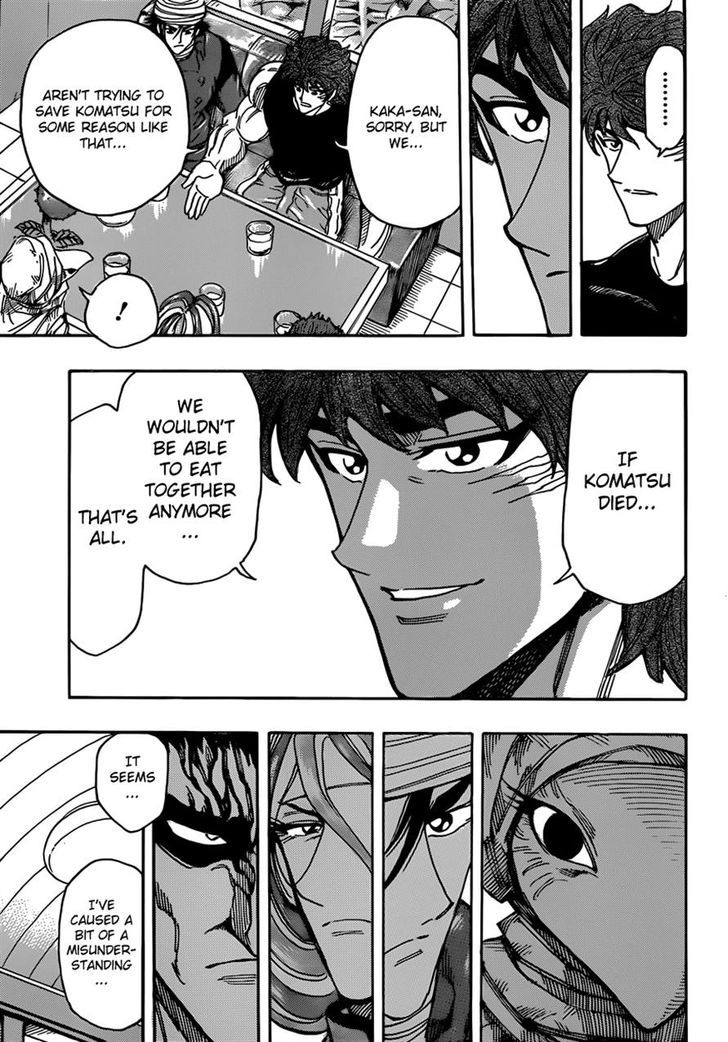 .........
KAKA-SAN,
SORRY, BUT
WE...
AREN'T TRYING TO
SAVE KOMATSU FOR
SOME REASON LIKE
THAT...
!
IF
KOMATSU
DIED...
WE
WOULDN'T
BE ABLE
TO EAT
TOGETHER
ANYMORE
...
THAT'S
ALL.
IT
SEEMS
...
I'VE
CAUSED A
BIT OF A
MISUNDER-
STANDING
...